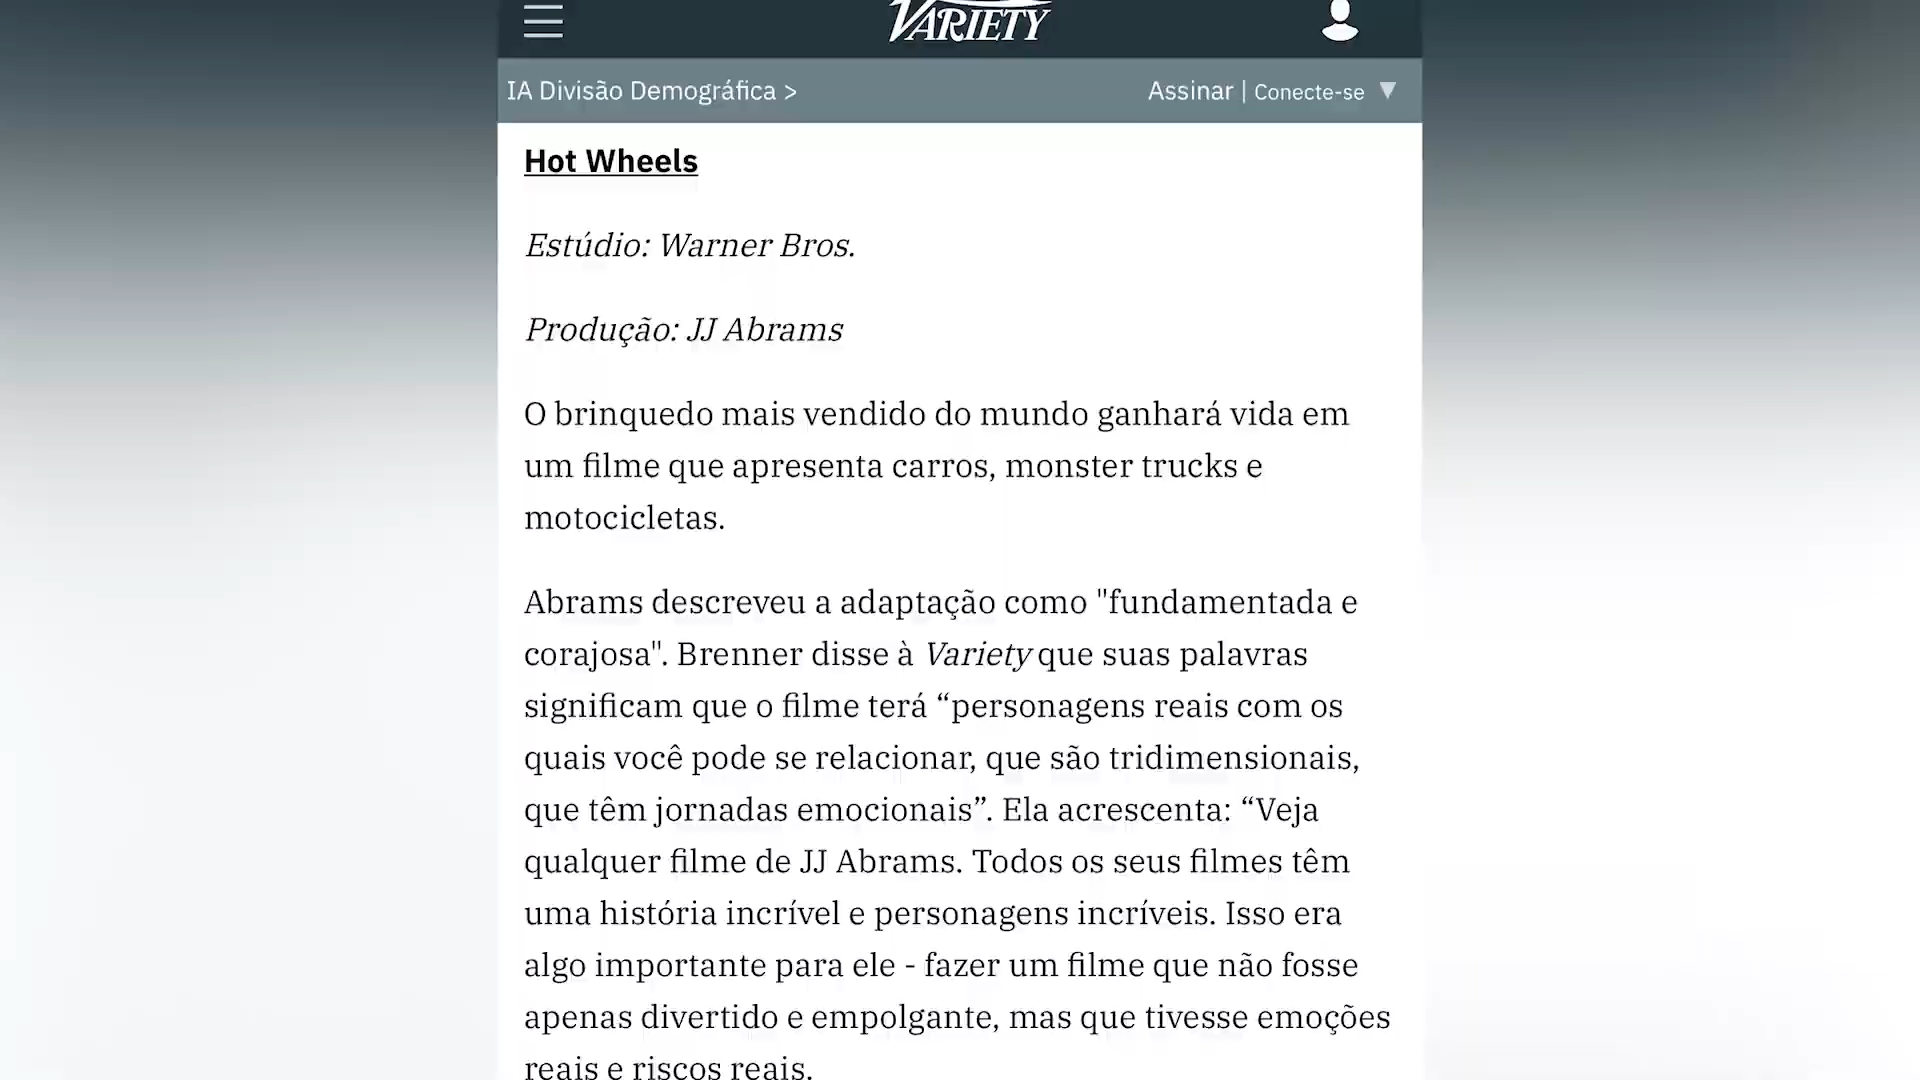 VARIETY
IA Divisão Demográfica >
Assinar | Conecte-se ▼
Hot Wheels
Estúdio: Warner Bros.
Produção: JJ Abrams
O brinquedo mais vendido do mundo ganhará vida em
um filme que apresenta carros, monster trucks e
motocicletas.
Abrams descreveu a adaptação como "fundamentada e
corajosa". Brenner disse à Variety que suas palavras
significam que o filme terá “personagens reais com os
quais você pode se relacionar, que são tridimensionais,
que têm jornadas emocionais”. Ela acrescenta: “Veja
qualquer filme de JJ Abrams. Todos os seus filmes têm
uma história incrível e personagens incríveis. Isso era
algo importante para ele - fazer um filme que não fosse
apenas divertido e empolgante, mas que tivesse emoções
reais e riscos reais.